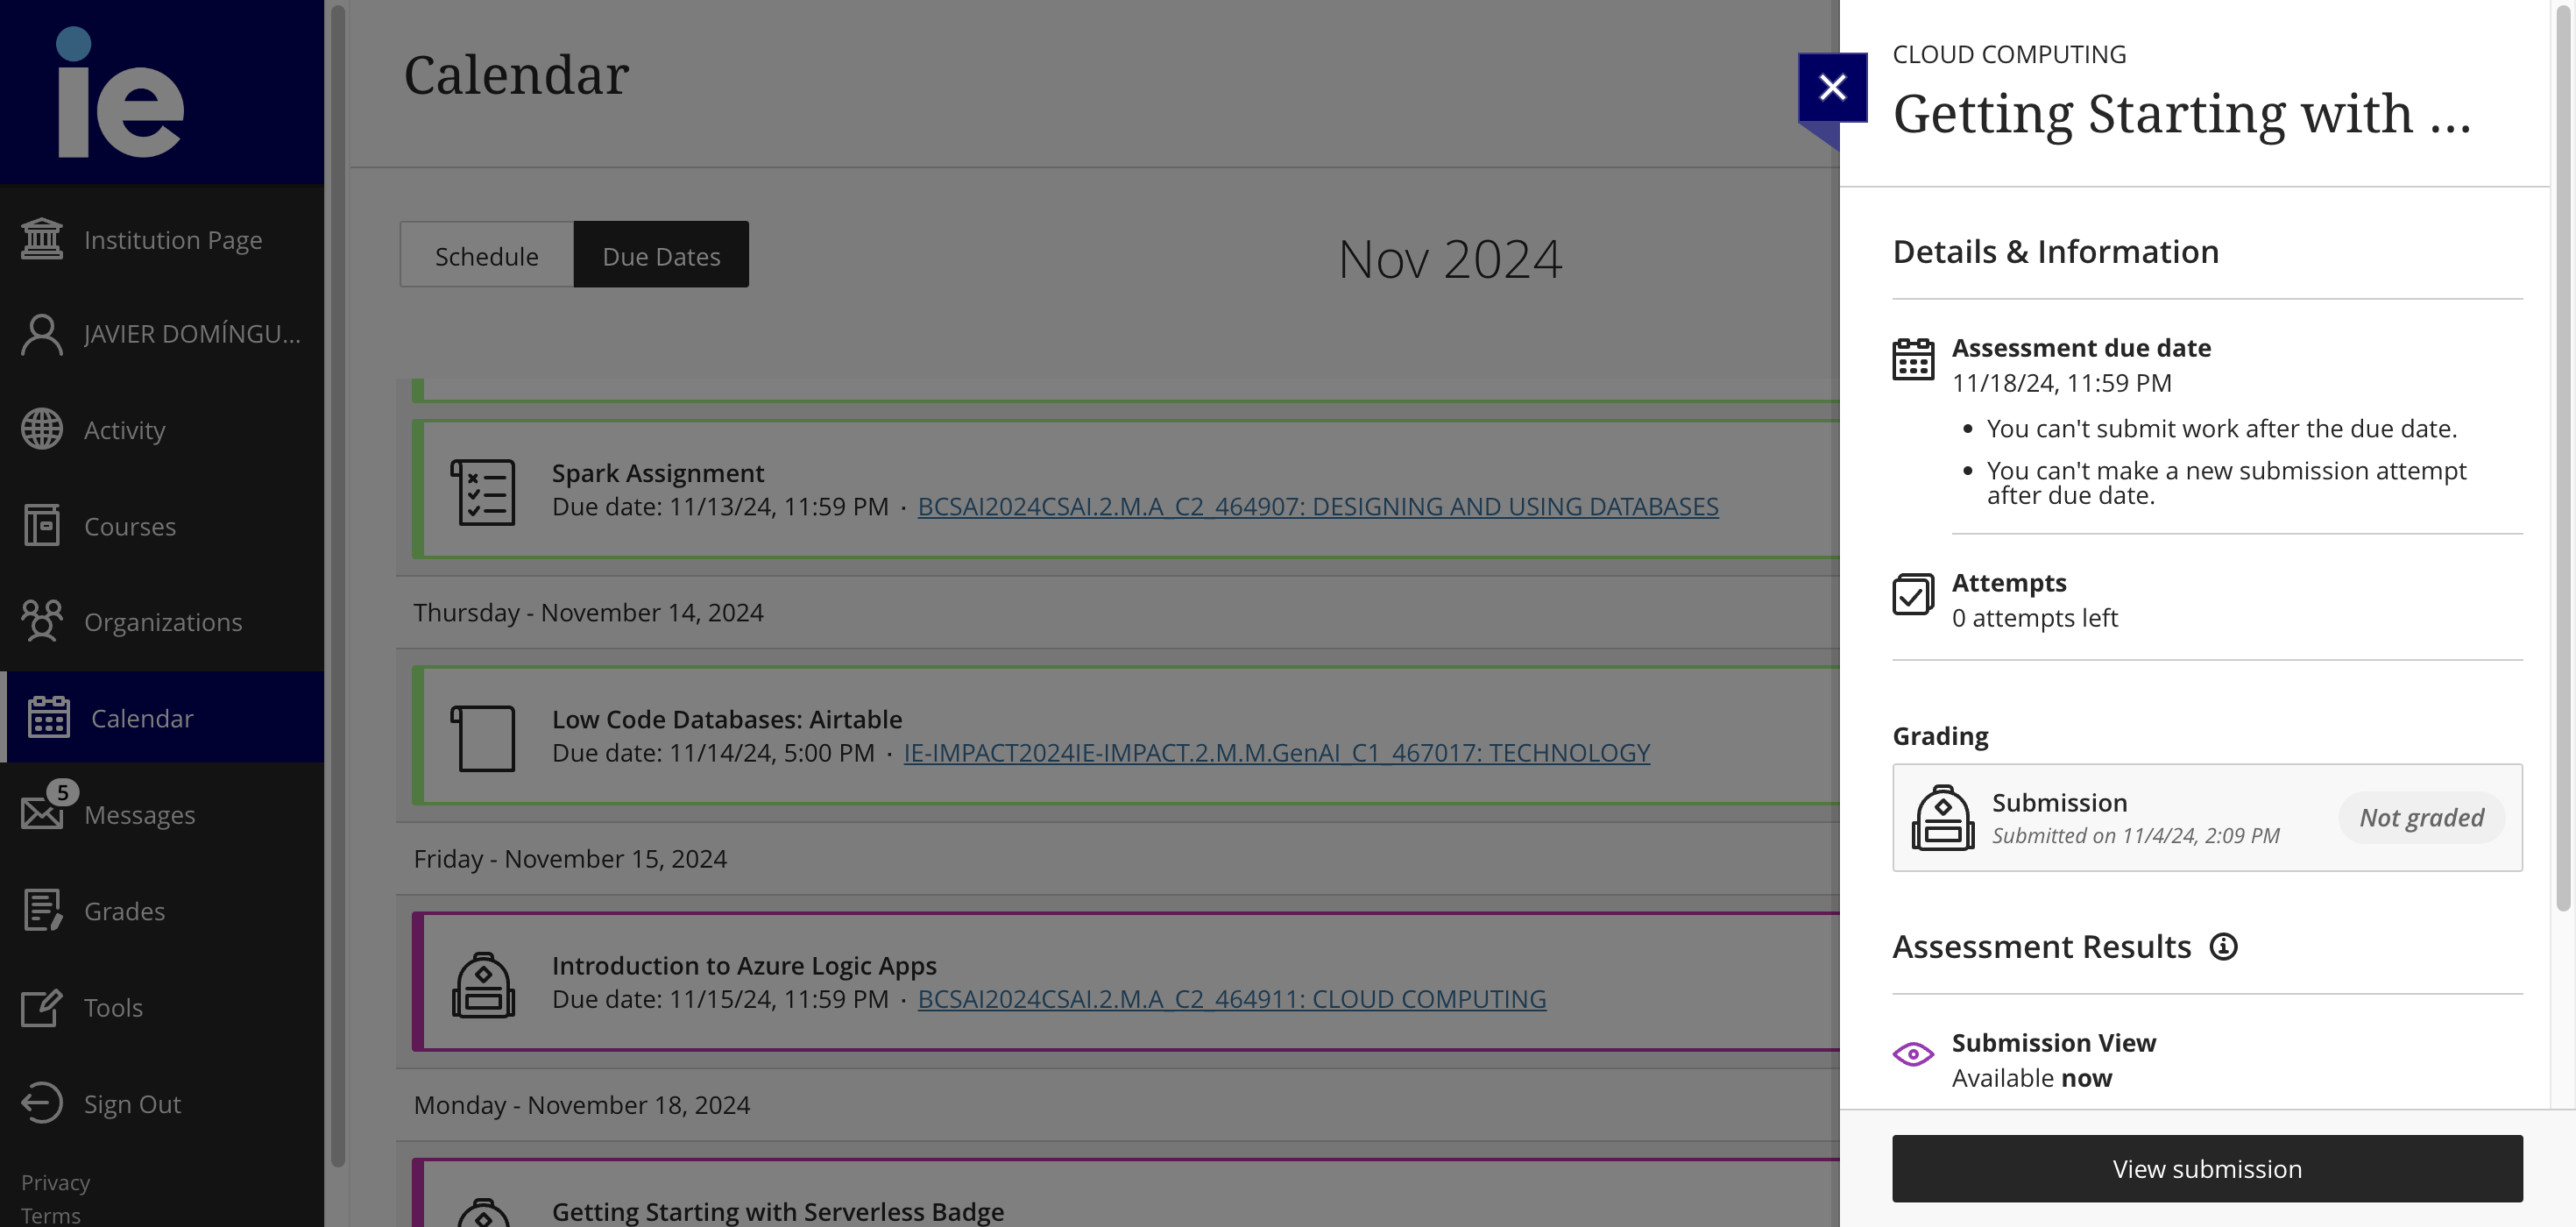 ie
Institution Page
JAVIER DOMÍNGU...
Activity
Courses
Organizations
Calendar
5
Messages
Grades
Tools
Sign Out
Privacy
Terms
Calendar
Schedule
Due Dates
Nov 2024
Spark Assignment
Due date: 11/13/24, 11:59 PM · BCSAI2024CSAI.2.M.A_C2_464907: DESIGNING AND USING DATABASES
Thursday - November 14, 2024
Low Code Databases: Airtable
Due date: 11/14/24, 5:00 PM · IE-IMPACT2024IE-IMPACT.2.M.M.GenAI_C1_467017: TECHNOLOGY
Friday - November 15, 2024
Introduction to Azure Logic Apps
Due date: 11/15/24, 11:59 PM · BCSAI2024CSAI.2.M.A_C2_464911: CLOUD COMPUTING
Monday - November 18, 2024
Getting Starting with Serverless Badge
CLOUD COMPUTING
Getting Starting with ...
Details & Information
Assessment due date
11/18/24, 11:59 PM
• You can't submit work after the due date.
• You can't make a new submission attempt
after due date.
Attempts
0 attempts left
Grading
Submission
Submitted on 11/4/24, 2:09 PM
Not graded
Assessment Results
Submission View
Available now
View submission